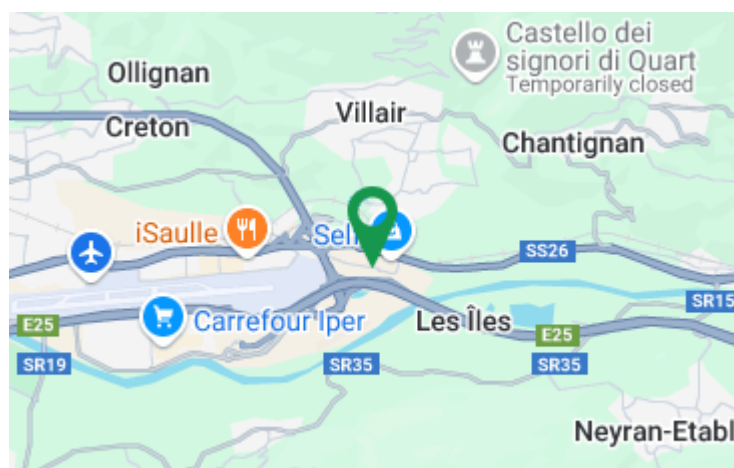 Castello dei
signori di Quart
Temporarily closed
Ollignan
Villair
Creton
Chantignan
iSaulle
SS26
SR15
E25
Carrefour Iper
Les Îles
E25
SR19
SR35
SR35
Neyran-Etabl